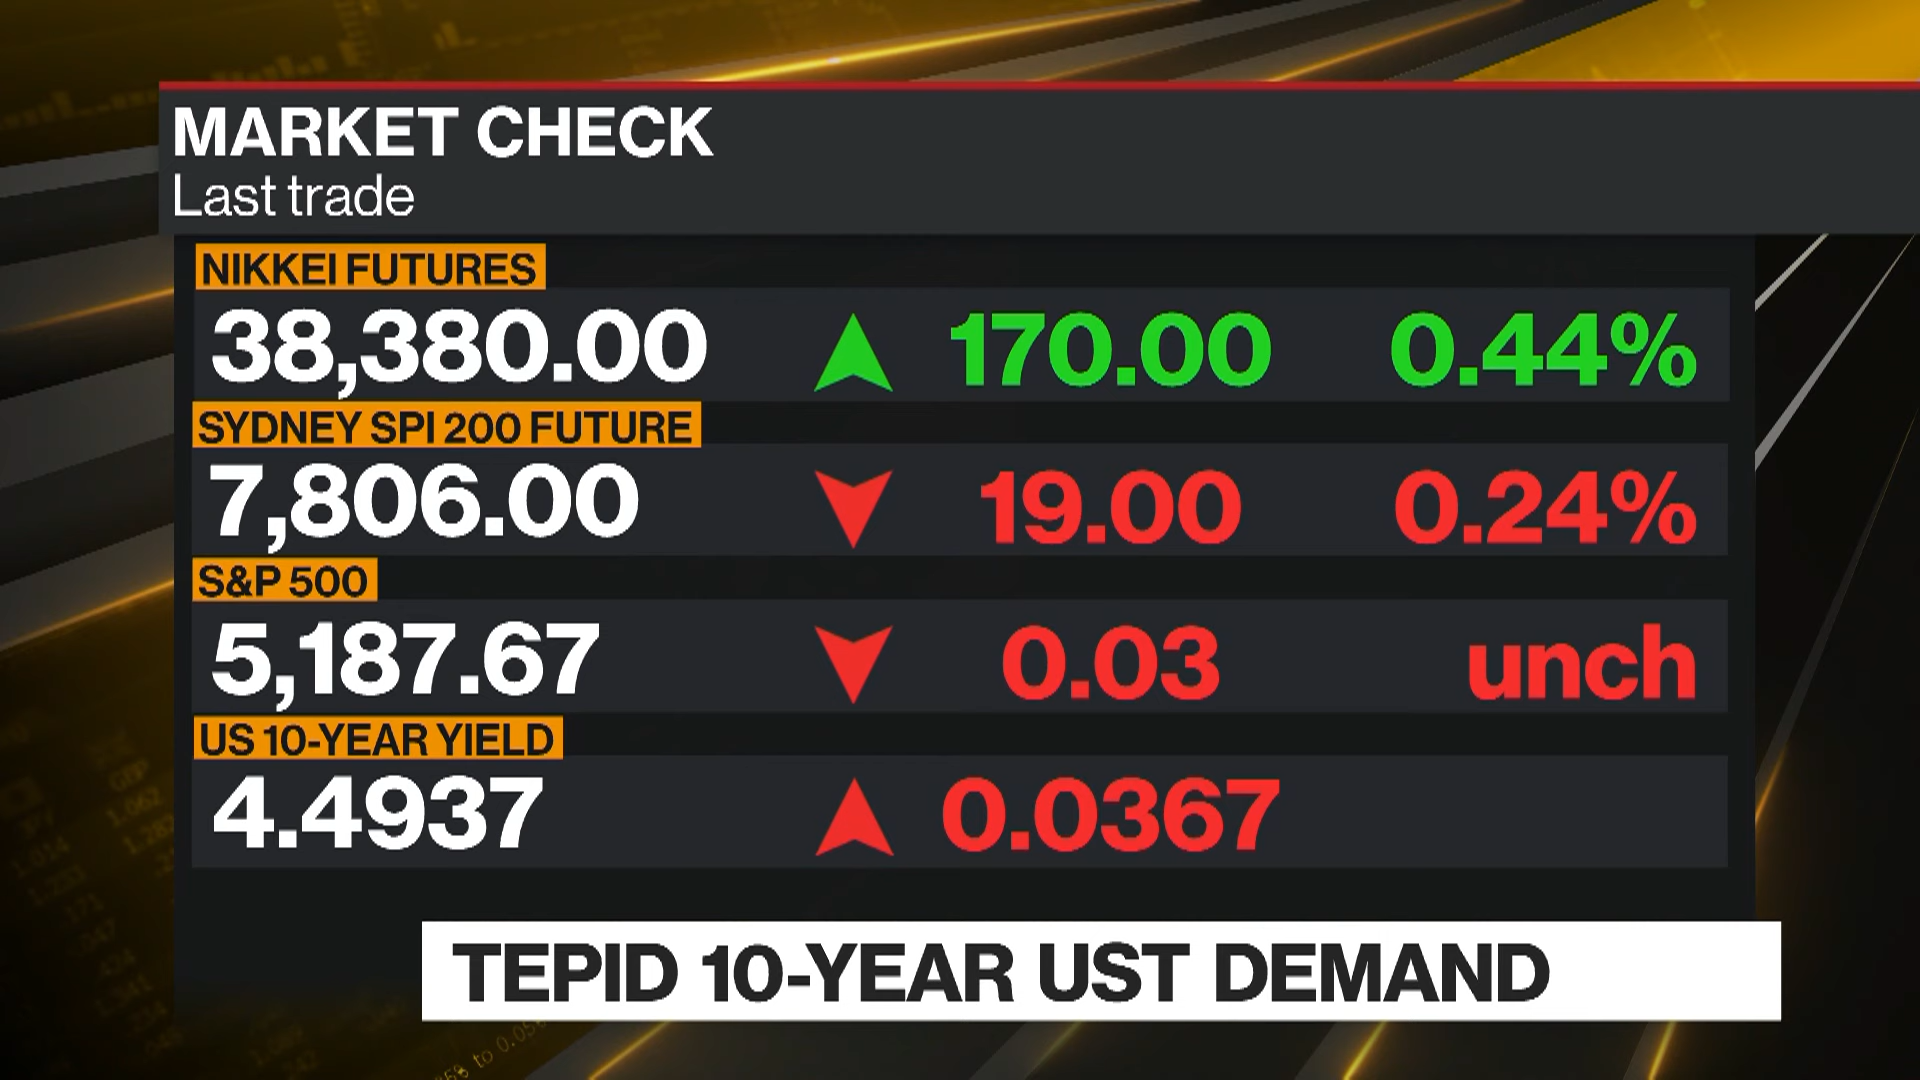 MARKET CHECK
Last trade
NIKKEI FUTURES
38,380.00 ▲ 170.00 0.44%
SYDNEY SPI 200 FUTURE
7,806.00 ▼ 19.00 0.24%
S&P 500
5,187.67 ▼ 0.03 unch
US 10-YEAR YIELD
4.4937 ▲ 0.0367
TEPID 10-YEAR UST DEMAND